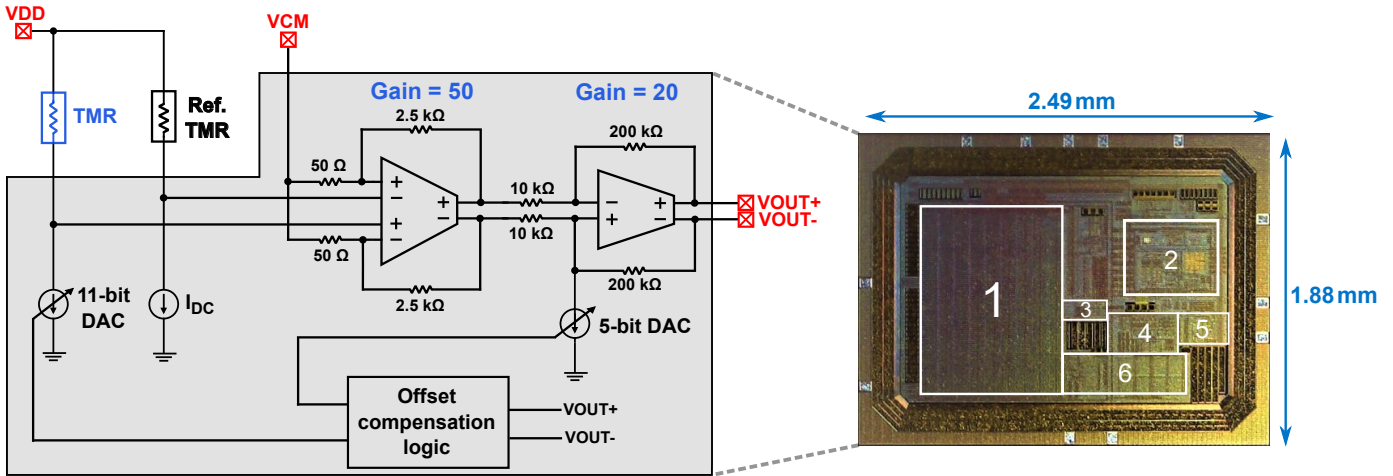 VDD
VCM
TMR
Ref.
TMR
Gain = 50
Gain = 20
2.5 kΩ
200 kΩ
50 Ω
10 kΩ
+
−
+
−
+
−
−
+
+
−
VOUT+
VOUT-
10 kΩ
50 Ω
2.5 kΩ
200 kΩ
11-bit
DAC
IDC
5-bit DAC
Offset
compensation
logic
VOUT+
VOUT-
2.49 mm
1.88 mm
1
2
3
4
5
6